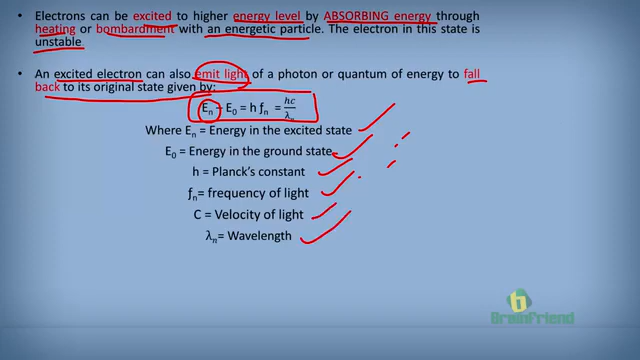 • Electrons can be excited to higher energy level by ABSORBING energy through
heating or bombardment with an energetic particle. The electron in this state is
unstable
• An excited electron can also emit light of a photon or quantum of energy to fall
back to its original state given by:
Eₙ − E₀ = h ƒₙ = hc/λₙ
Where Eₙ = Energy in the excited state
E₀ = Energy in the ground state
h = Planck's constant
ƒₙ= frequency of light
C = Velocity of light
λₙ= Wavelength
BrainFriend